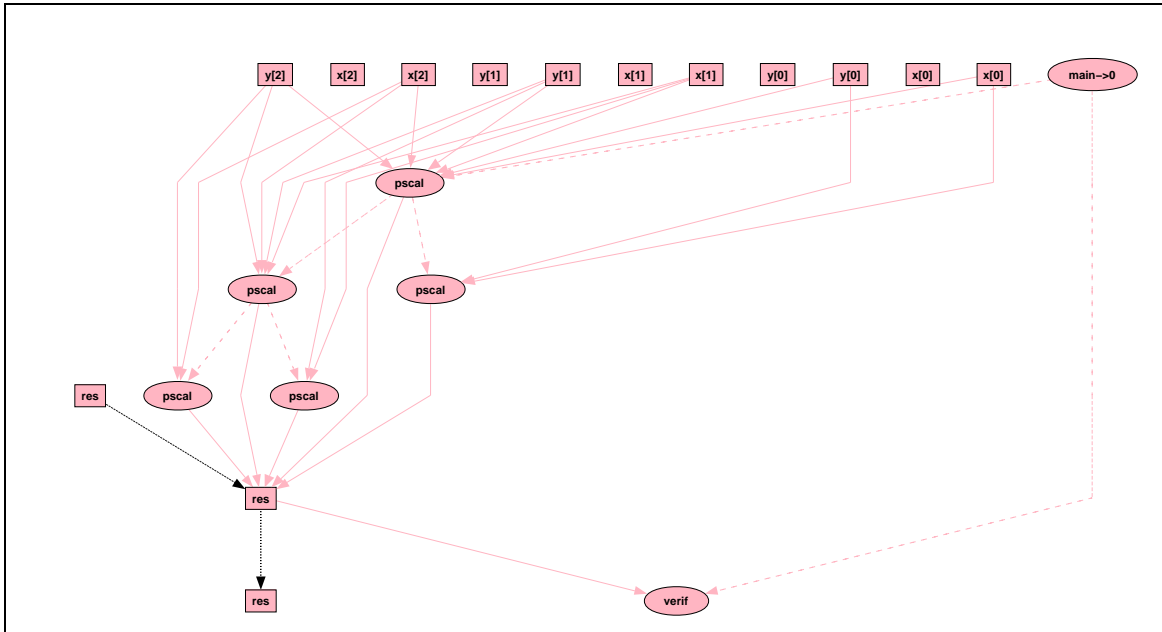 y[2] x[2] x[2] y[1] y[1] x[1] x[1] y[0] y[0] x[0] x[0] main−>0
pscal
pscal pscal
res pscal pscal
res
res verif